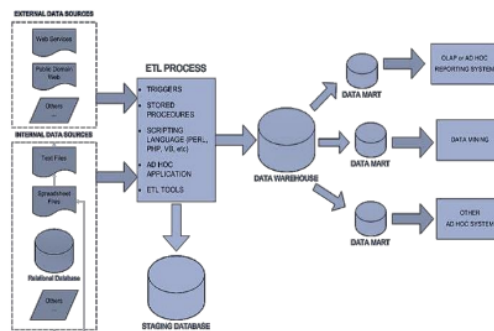 EXTERNAL DATA SOURCES
Web Services
Public Domain
Web
Others
...
INTERNAL DATA SOURCES
Text Files
Spreadsheet
Files
Relational Database
Others
...
ETL PROCESS
• TRIGGERS
• STORED
PROCEDURES
• SCRIPTING
LANGUAGE (PERL,
PHP, VB, etc)
• AD HOC
APPLICATION
• ETL TOOLS
STAGING DATABASE
DATA WAREHOUSE
DATA MART
OLAP or AD HOC
REPORTING SYSTEM
DATA MART
DATA MINING
DATA MART
OTHER
AD HOC SYSTEM